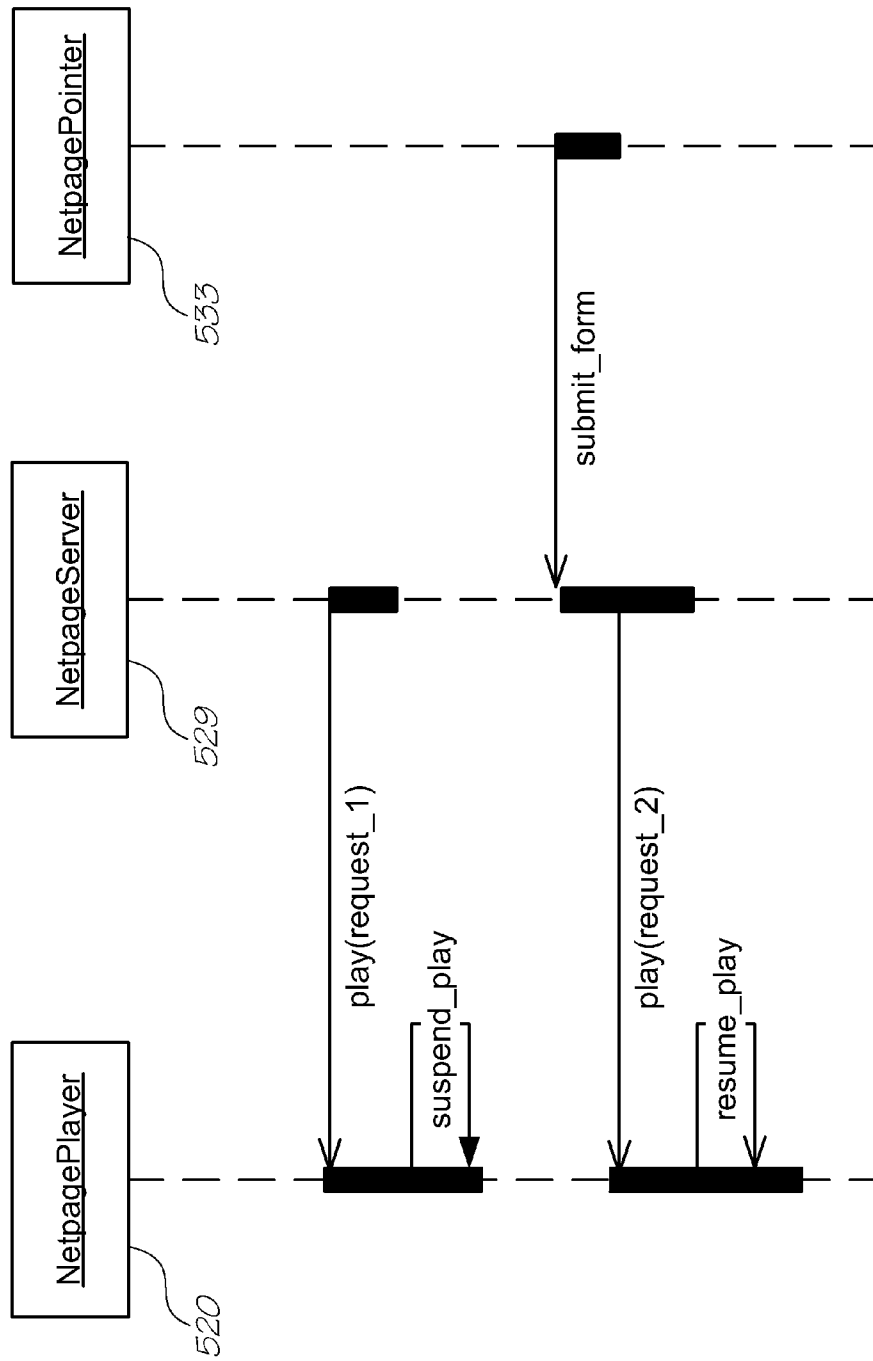 NetpagePlayer
520
NetpageServer
529
NetpagePointer
533
play(request_1)
suspend_play
submit_form
play(request_2)
resume_play